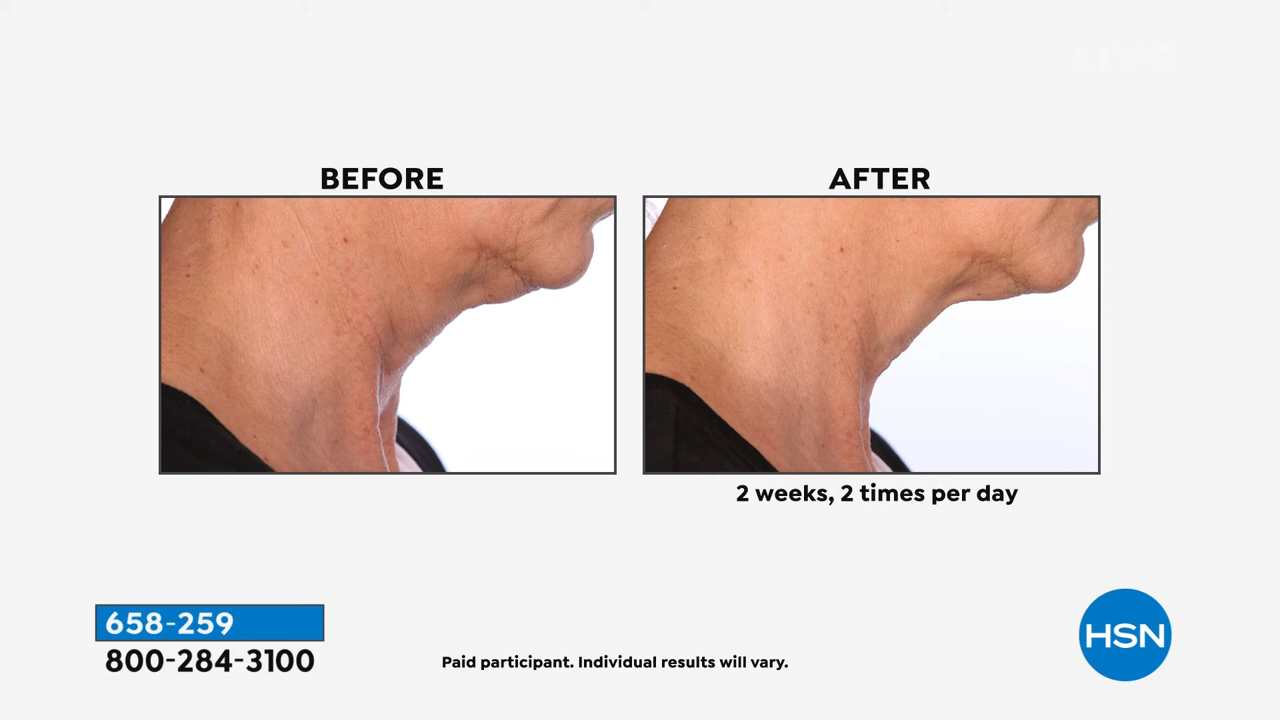 LIVE
BEFORE
AFTER
2 weeks, 2 times per day
658-259
800-284-3100
Paid participant. Individual results will vary.
HSN